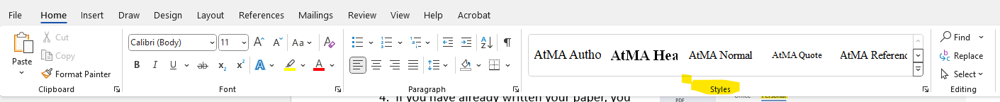 File Home Insert Draw Design Layout References Mailings Review View Help Acrobat
Cut
Copy
Format Painter
Paste
Clipboard
Calibri (Body) 11 A A Aa A
B I U ab x₂ x² A A
Font
Paragraph
AtMA Autho AtMA Hea AtMA Normal AtMA Quote AtMA Referenc
Styles
Find
Replace
Select
Editing
4. If you have already written your paper, you
PDF